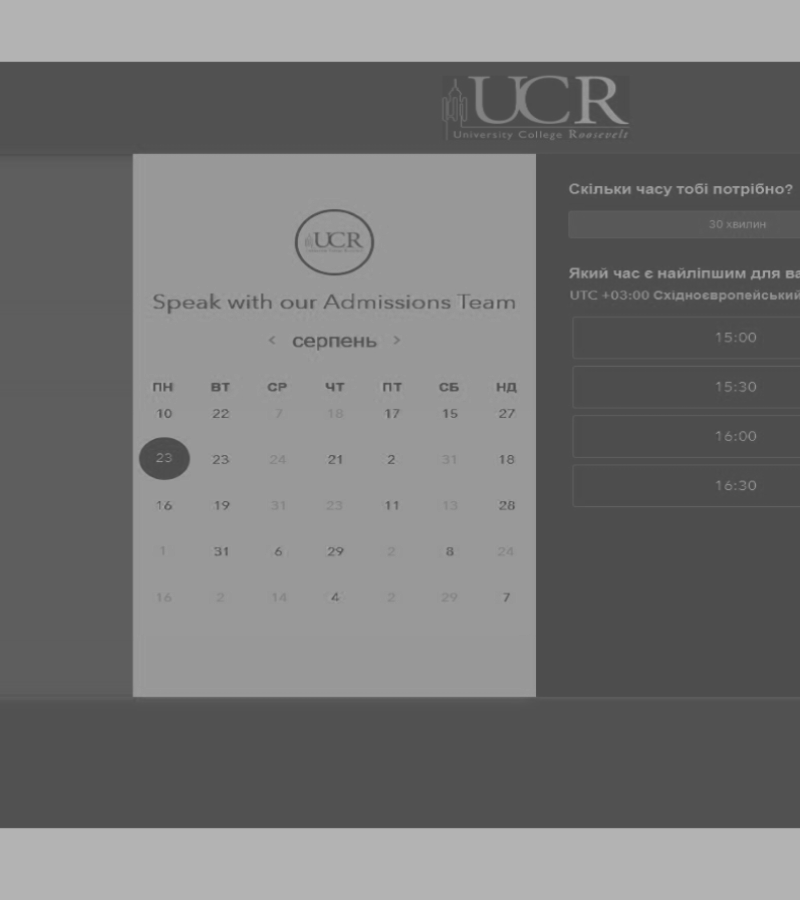 UCR
University College Roosevelt
UCR
Speak with our Admissions Team
< серпень >
ПН ВТ СР ЧТ ПТ СБ НД
10 22 7 18 17 15 27
23 23 24 21 2 31 18
16 19 31 23 11 13 28
1 31 6 29 2 8 24
16 2 14 4 2 29 7
Скільки часу тобі потрібно?
30 хвилин
Який час є найліпшим для ва
UTC +03:00 Східноєвропейський
15:00
15:30
16:00
16:30